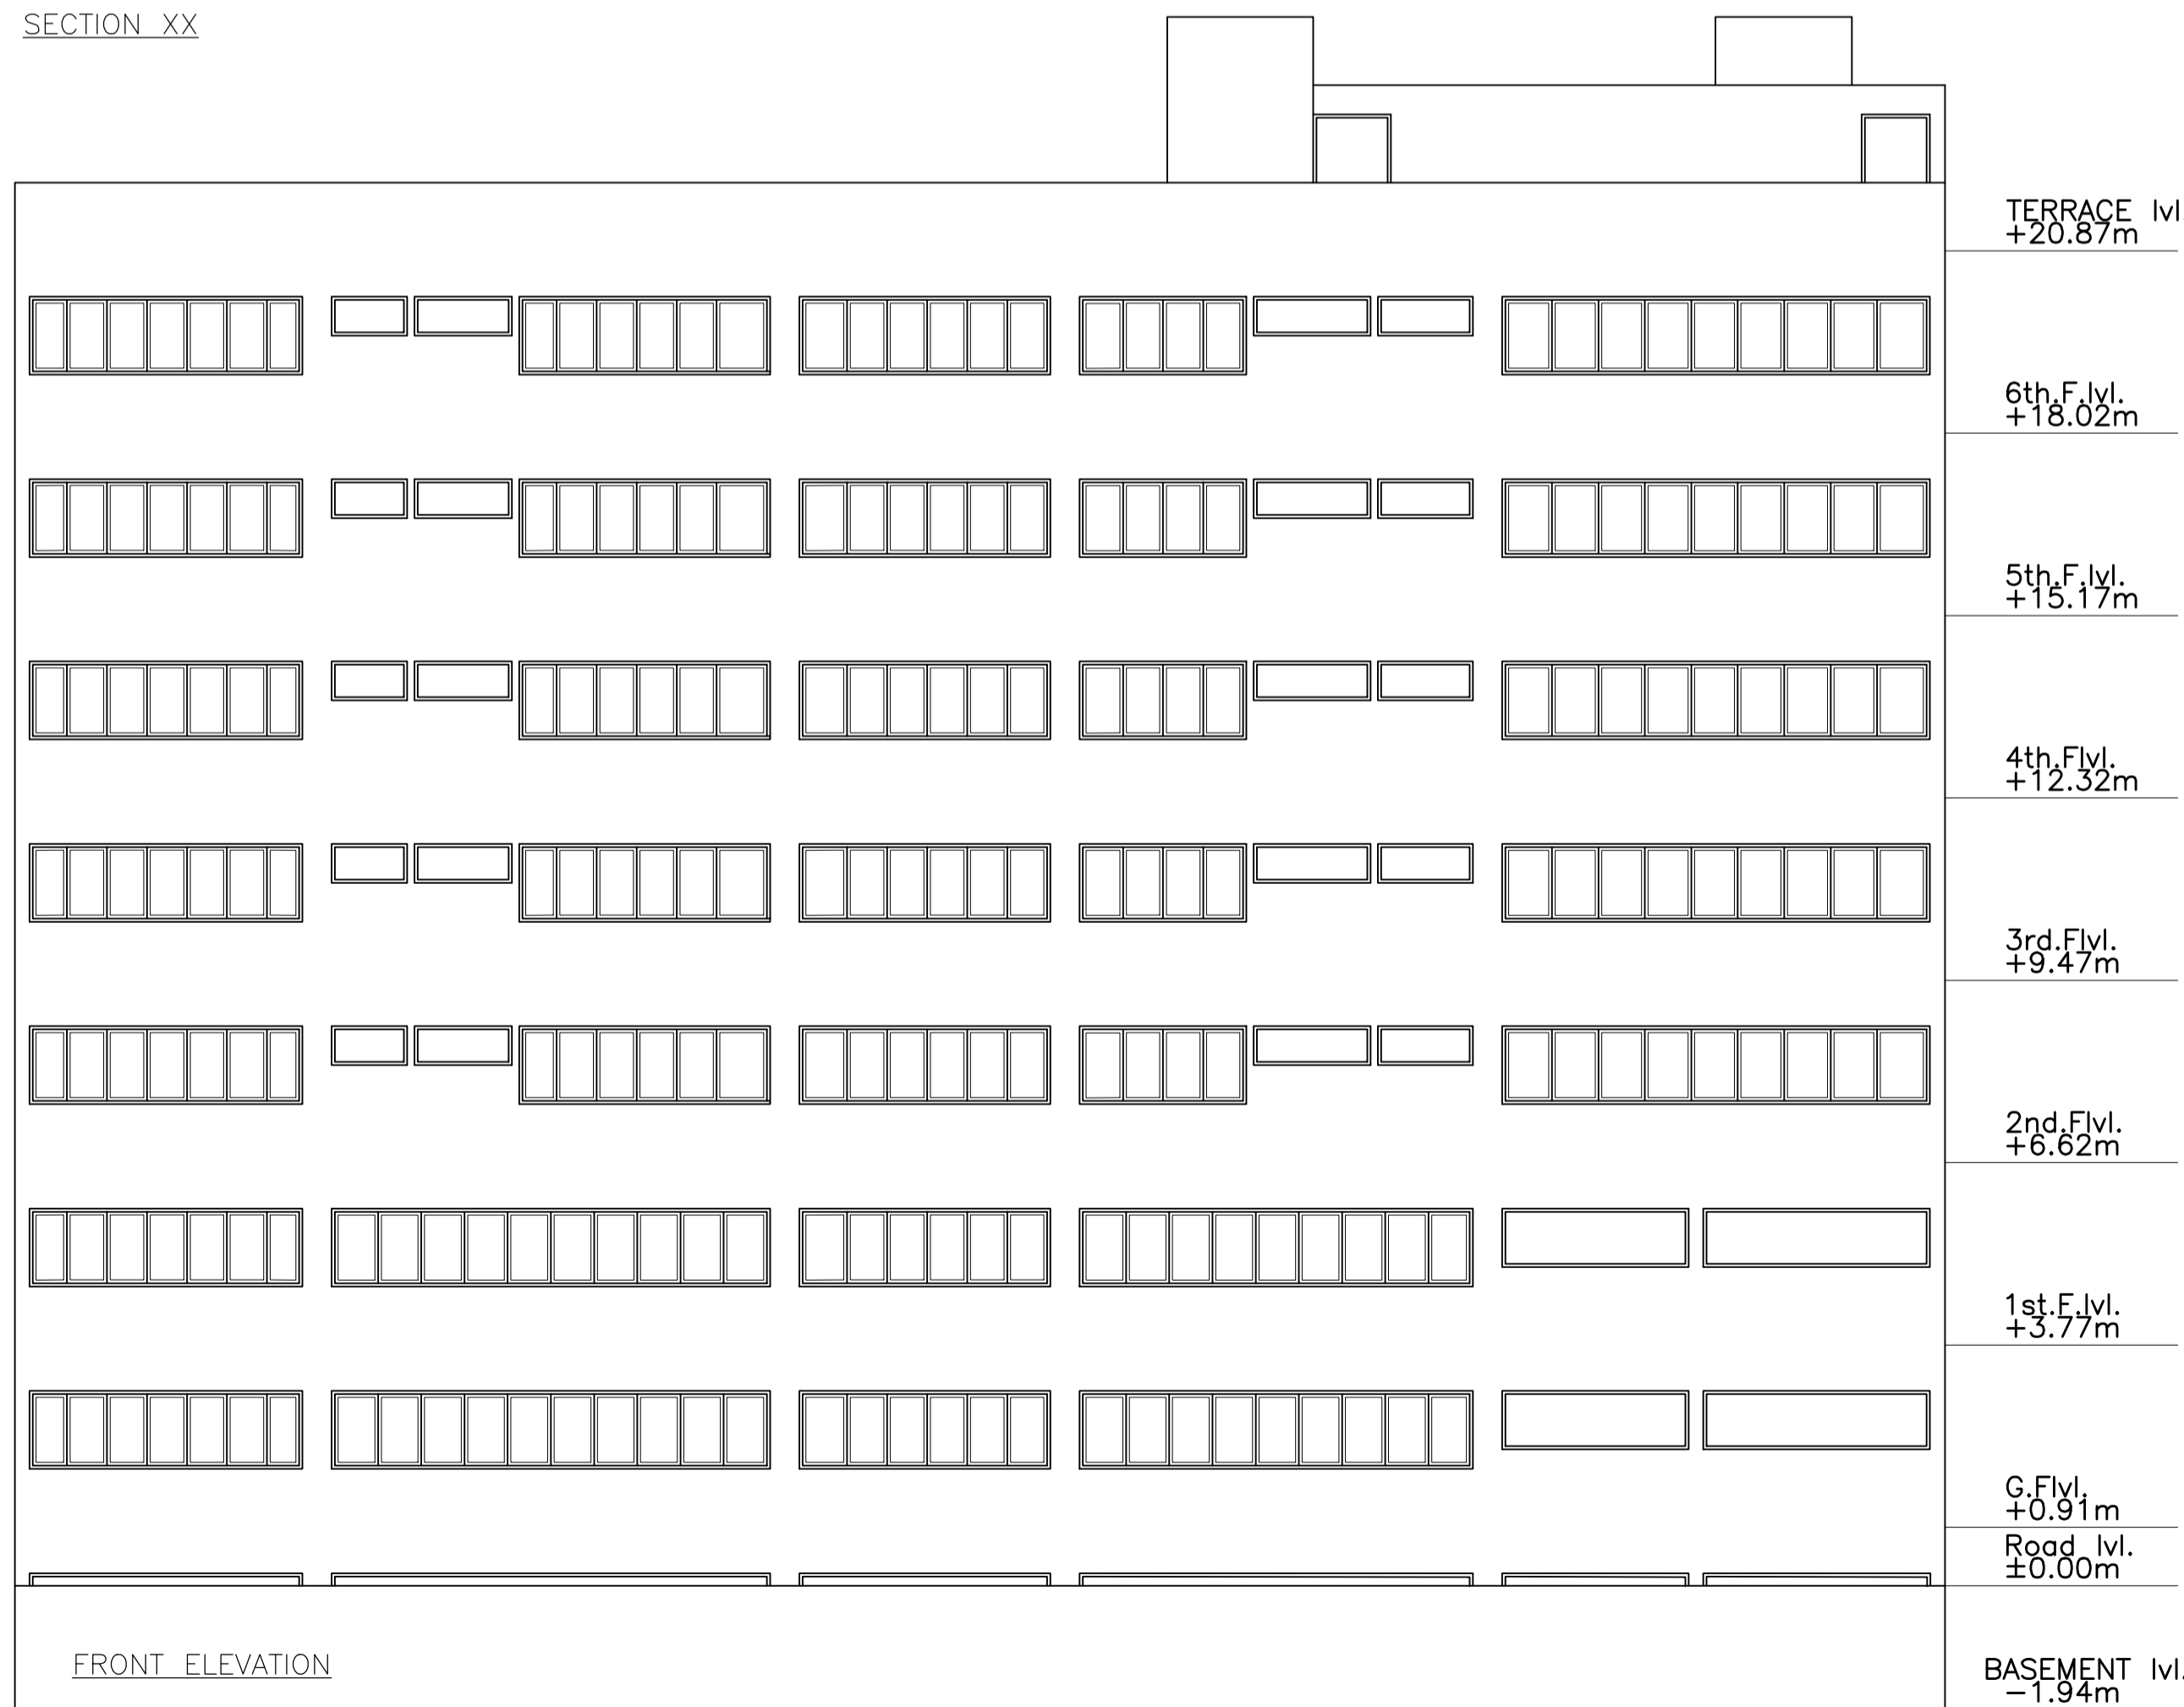 SECTION XX
TERRACE lvl
+20.87m
6th.F.lvl.
+18.02m
5th.F.lvl.
+15.17m
4th.Flvl.
+12.32m
3rd.Flvl.
+9.47m
2nd.Flvl.
+6.62m
1st.F.lvl.
+3.77m
G.Flvl.
+0.91m
Road lvl.
±0.00m
FRONT ELEVATION
BASEMENT lvl.
−1.94m